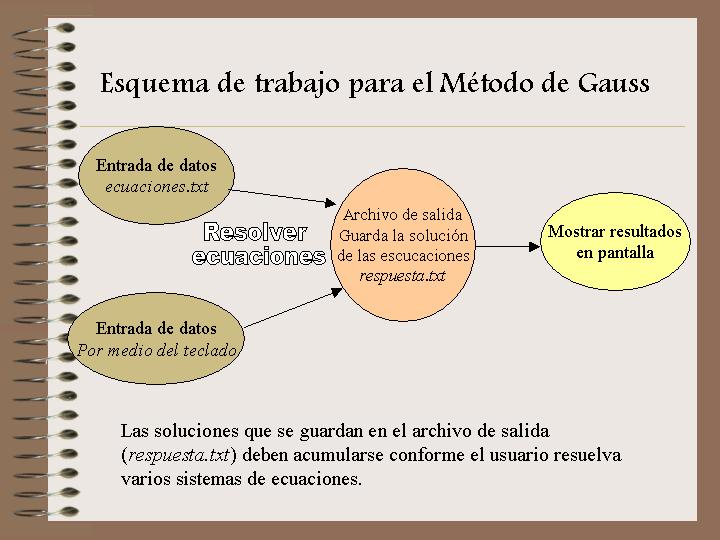 Esquema de trabajo para el Método de Gauss
Entrada de datos
ecuaciones.txt
Resolver
ecuaciones
Entrada de datos
Por medio del teclado
Archivo de salida
Guarda la solución
de las escucaciones
respuesta.txt
Mostrar resultados
en pantalla
Las soluciones que se guardan en el archivo de salida
(respuesta.txt) deben acumularse conforme el usuario resuelva
varios sistemas de ecuaciones.